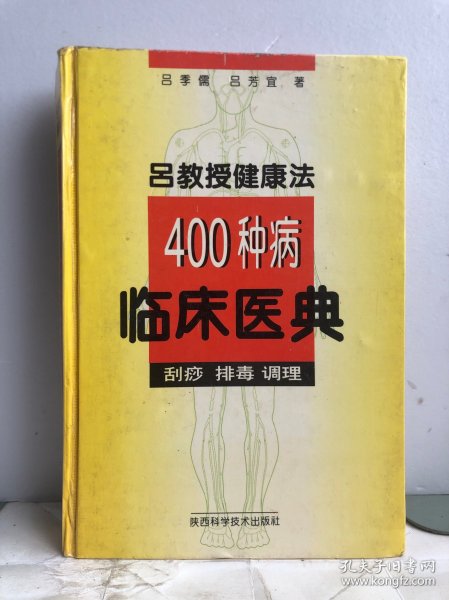 吕季儒 吕芳宜 著
吕教授健康法
400种病
临床医典
刮痧 排毒 调理
陕西科学技术出版社
孔夫子旧书网
www.kongfz.com